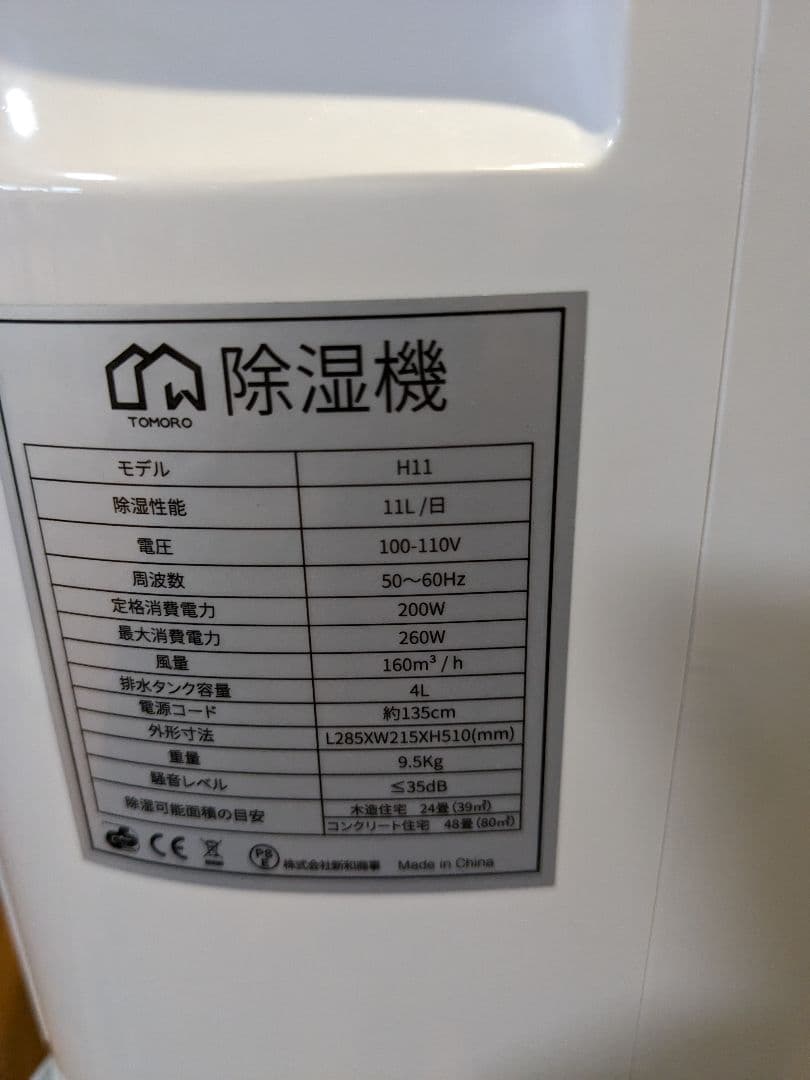 TOMORO 除湿機
モデル H11
除湿性能 11L/日
電圧 100-110V
周波数 50〜60Hz
定格消費電力 200W
最大消費電力 260W
風量 160m³/h
排水タンク容量 4L
電源コード 約135cm
外形寸法 L285XW215XH510(mm)
重量 9.5Kg
騒音レベル ≦35dB
除湿可能面積の目安 木造住宅 24畳(39㎡)
コンクリート住宅 48畳(80㎡)
CE PSE 株式会社新和商事 Made in China